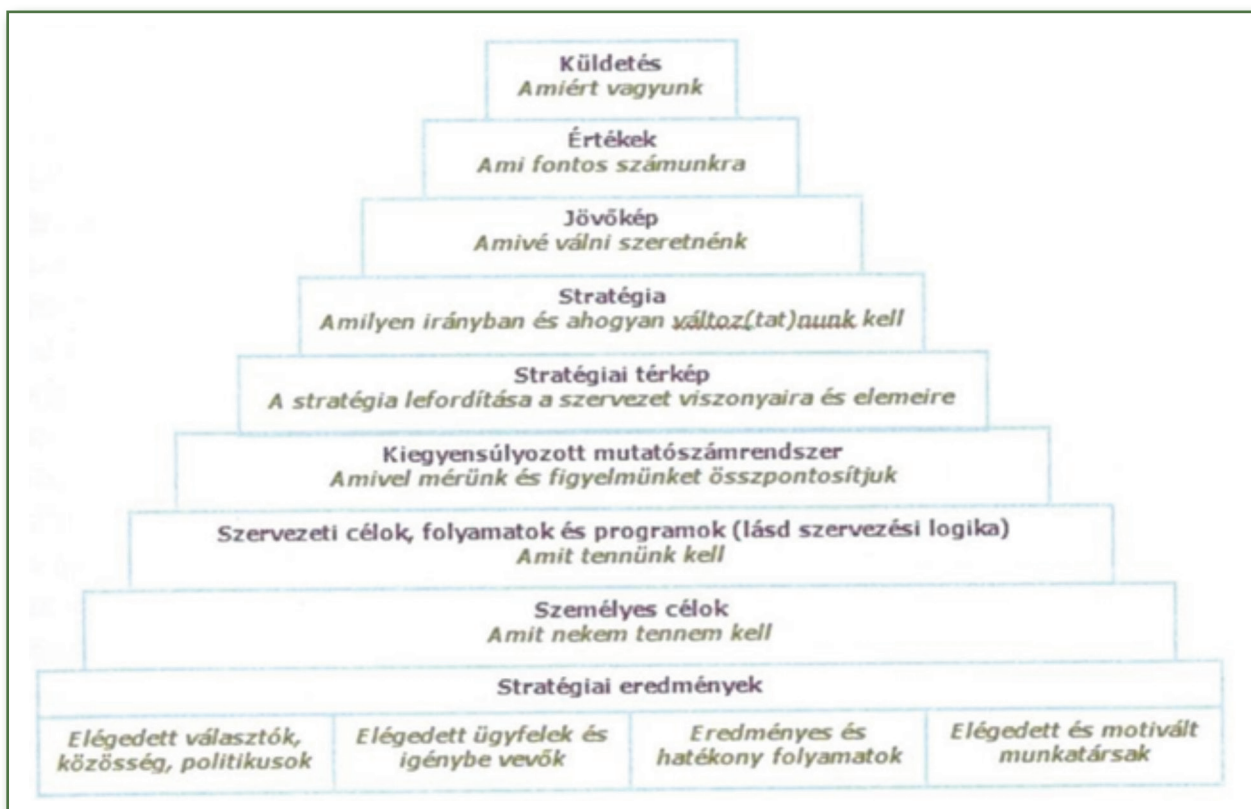 Küldetés
Amiért vagyunk
Értékek
Ami fontos számunkra
Jövőkép
Amivé válni szeretnénk
Stratégia
Amilyen irányban és ahogyan változ(tat)nunk kell
Stratégiai térkép
A stratégia lefordítása a szervezet viszonyaira és elemeire
Kiegyensúlyozott mutatószámrendszer
Amivel mérünk és figyelmünket összpontosítjuk
Szervezeti célok, folyamatok és programok (lásd szervezési logika)
Amit tennünk kell
Személyes célok
Amit nekem tennem kell
Stratégiai eredmények
Elégedett választók,
közösség, politikusok
Elégedett ügyfelek és
igénybe vevők
Eredményes és
hatékony folyamatok
Elégedett és motivált
munkatársak